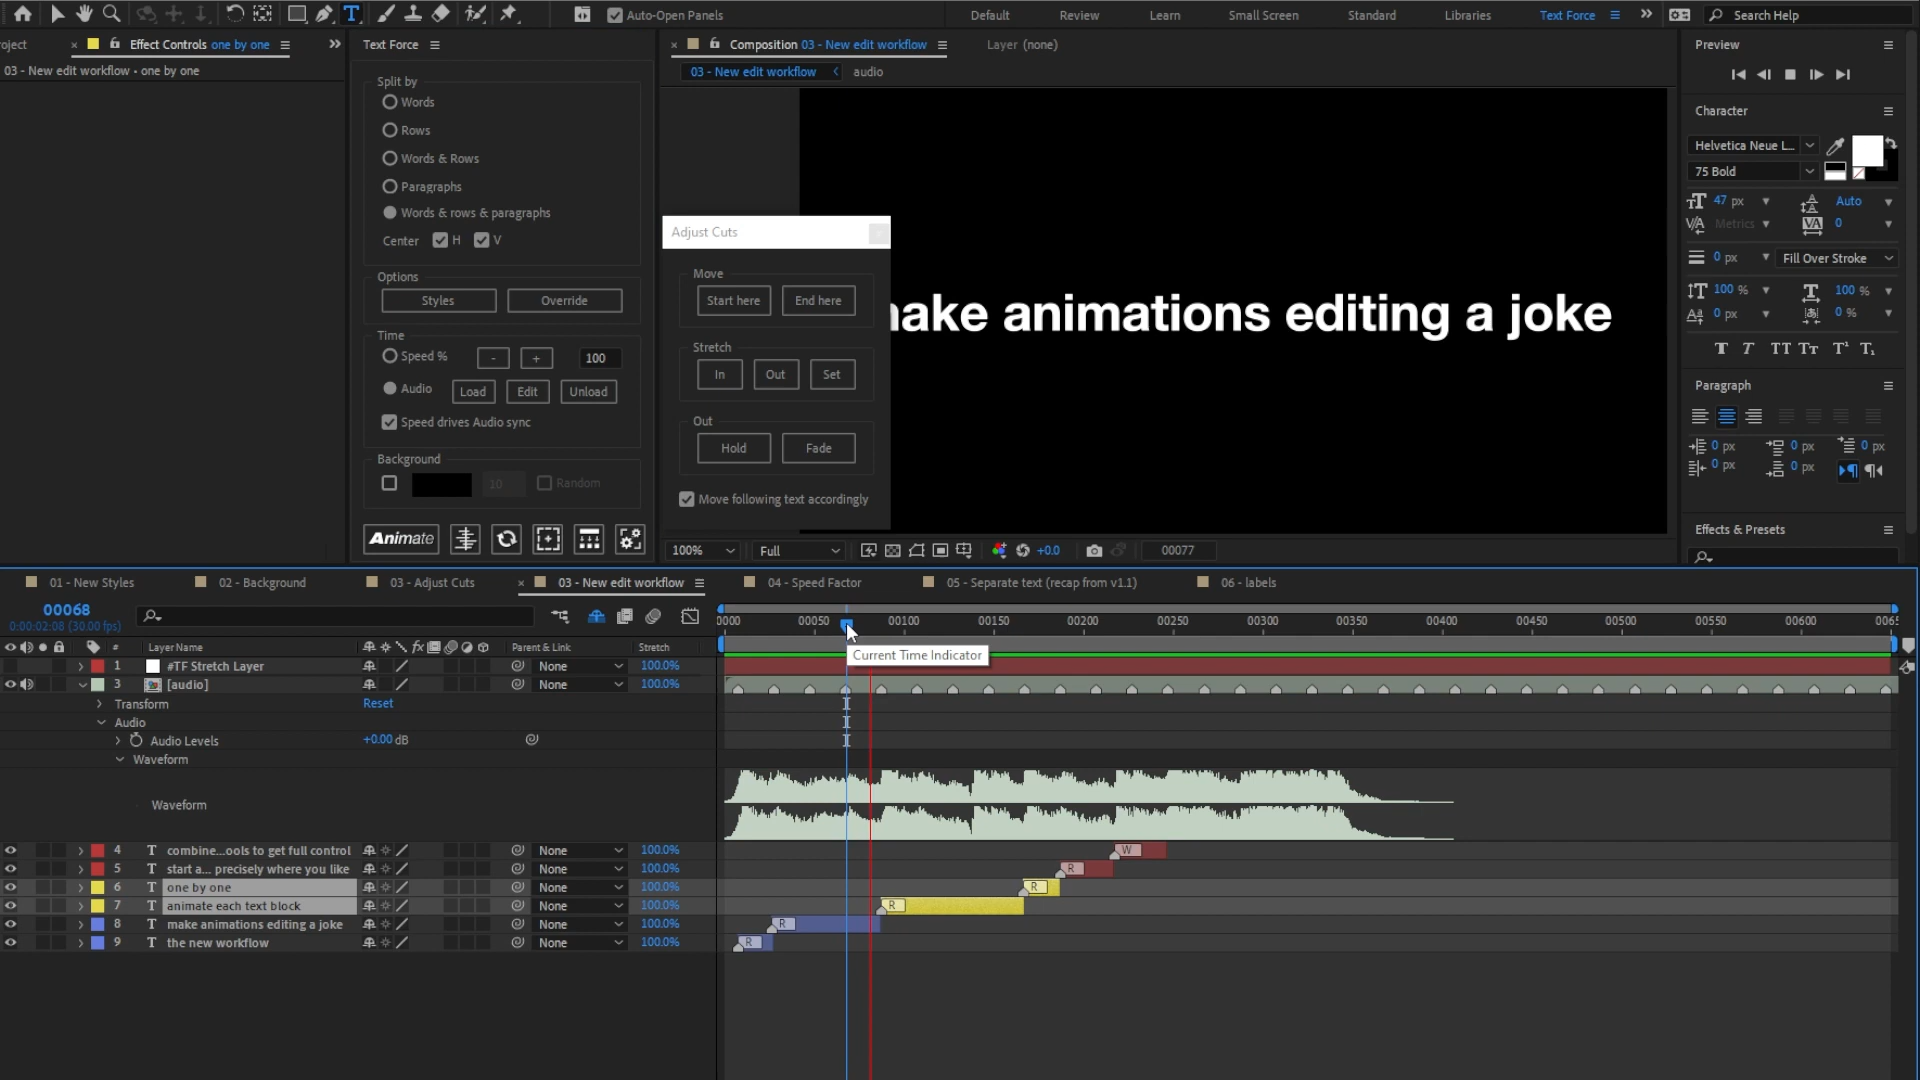 Auto-Open Panels
Default
Review
Learn
Small Screen
Standard
Libraries
Text Force
Search Help
oject
Effect Controls one by one
03 - New edit workflow • one by one
Text Force
Split by
Words
Rows
Words & Rows
Paragraphs
Words & rows & paragraphs
Center H V
Options
Styles
Override
Time
Speed % - + 100
Audio Load Edit Unload
Speed drives Audio sync
Background
10 Random
Animate
Composition 03 - New edit workflow
Layer (none)
03 - New edit workflow
audio
Adjust Cuts
Move
Start here
End here
Stretch
In
Out
Set
Out
Hold
Fade
Move following text accordingly
ake animations editing a joke
100%
Full
+0.0
00077
Preview
Character
Helvetica Neue L...
75 Bold
47 px
Auto
Metrics
0
0 px
Fill Over Stroke
100 %
100 %
0 px
0 %
Paragraph
0 px
0 px
0 px
0 px
0 px
Effects & Presets
01 - New Styles
02 - Background
03 - Adjust Cuts
03 - New edit workflow
04 - Speed Factor
05 - Separate text (recap from v1.1)
06 - labels
00068
0:00:02:08 (30.00 fps)
0000 00050 00100 00150 00200 00250 00300 00350 00400 00450 00500 00550 00600 0065
# Layer Name fx Parent & Link Stretch
Current Time Indicator
1 #TF Stretch Layer None 100.0%
3 [audio] None 100.0%
Transform Reset
Audio
Audio Levels +0.00 dB
Waveform
Waveform
4 T combine...ools to get full control None 100.0% W
5 T start a... precisely where you like None 100.0% R
6 T one by one None 100.0% R
7 T animate each text block None 100.0% R
8 T make animations editing a joke None 100.0% R
9 T the new workflow None 100.0% R